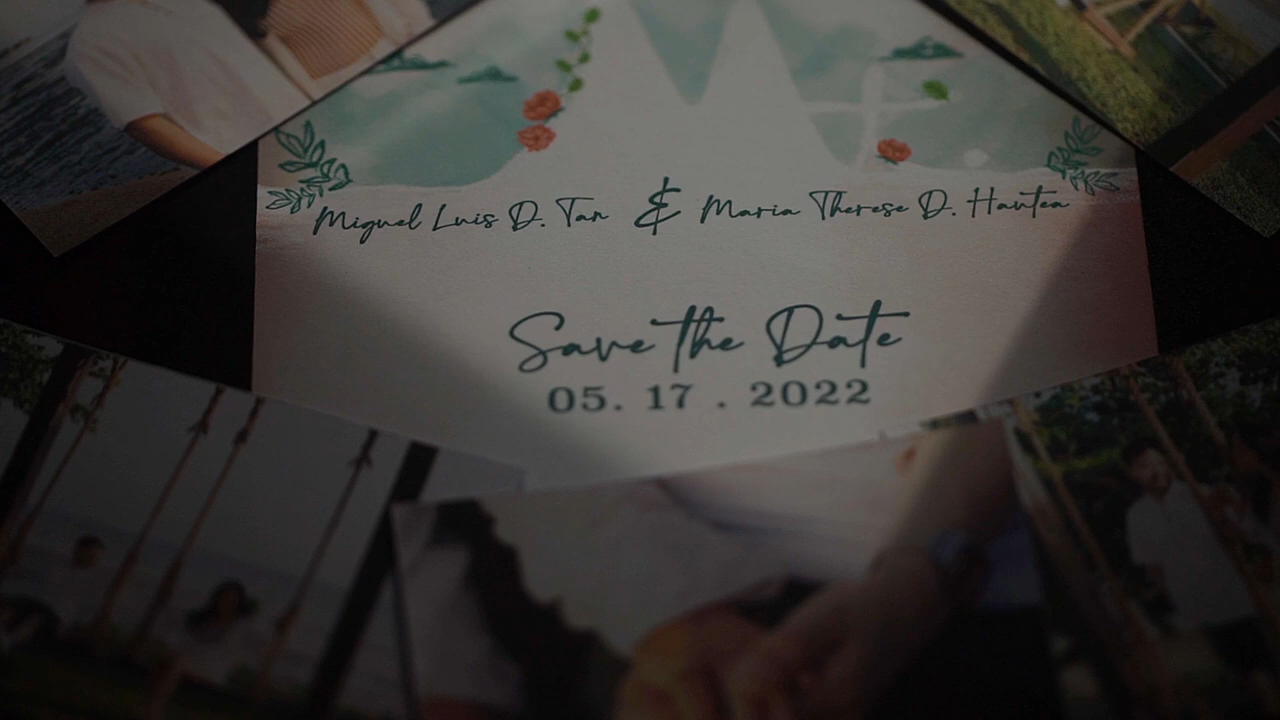 Miguel Luis D. Tan & Maria Therese D. Hautea
Save the Date
05. 17 . 2022